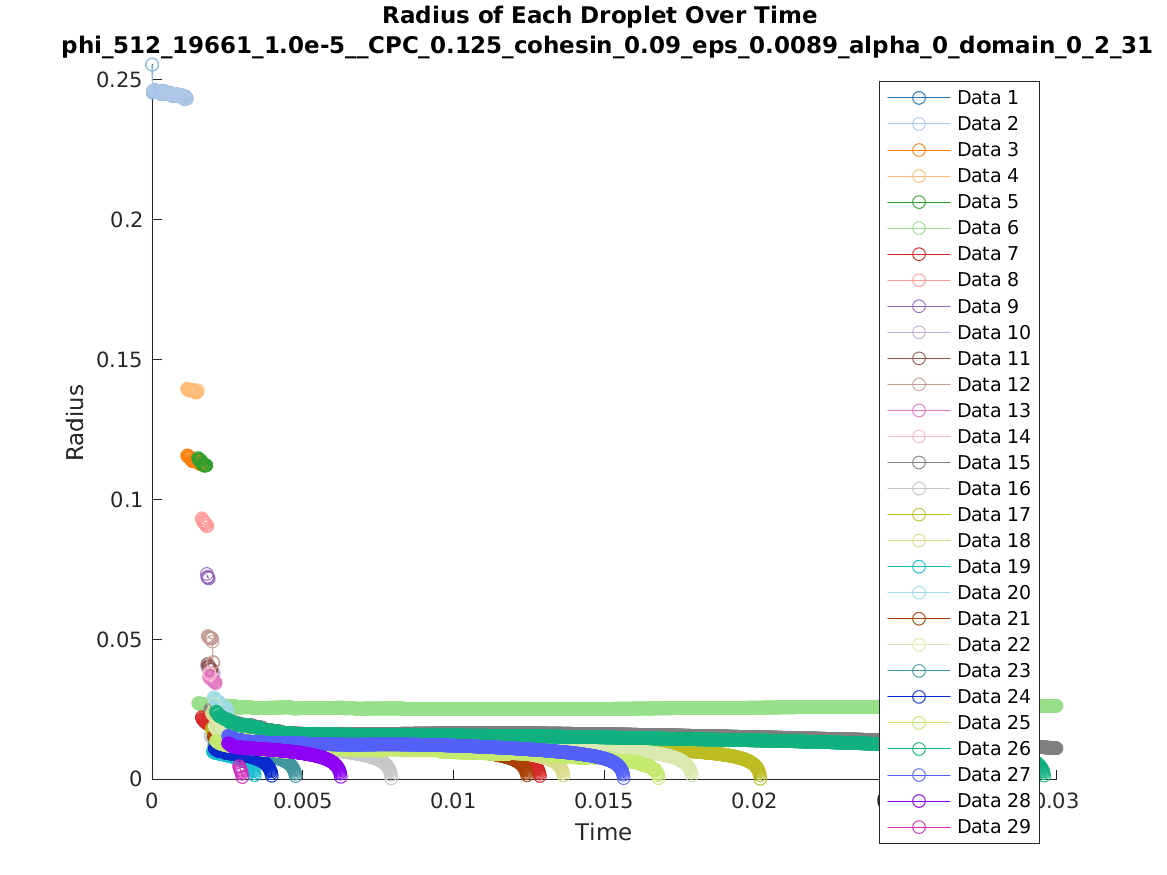 Radius of Each Droplet Over Time
phi_512_19661_1.0e-5__CPC_0.125_cohesin_0.09_eps_0.0089_alpha_0_domain_0_2_31
0.25
0.2
0.15
0.1
0.05
0
Radius
0
0.005
0.01
0.015
0.02
0.03
Time
Data 1
Data 2
Data 3
Data 4
Data 5
Data 6
Data 7
Data 8
Data 9
Data 10
Data 11
Data 12
Data 13
Data 14
Data 15
Data 16
Data 17
Data 18
Data 19
Data 20
Data 21
Data 22
Data 23
Data 24
Data 25
Data 26
Data 27
Data 28
Data 29